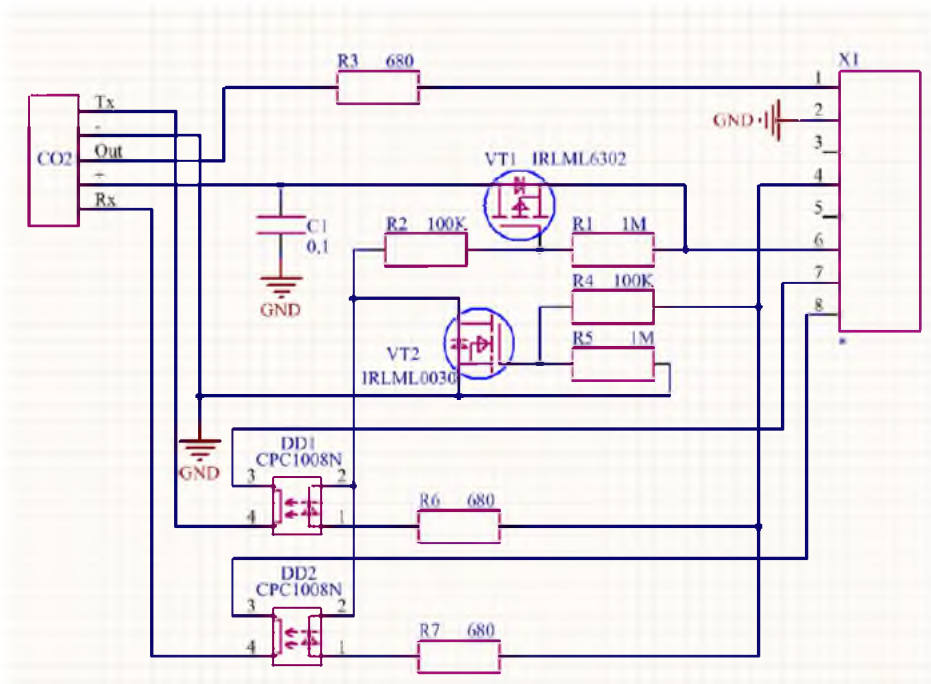 R3 680
X1
1
GND 2
3
4
5
6
7
8
*
CO2
Tx
-
Out
+
Rx
VT1 IRLML6302
C1
0,1
GND
R2 100K
R1 1M
R4 100K
R5 1M
VT2
IRLML0030
GND
DD1
CPC1008N
3 2
4 1
R6 680
DD2
CPC1008N
3 2
4 1
R7 680